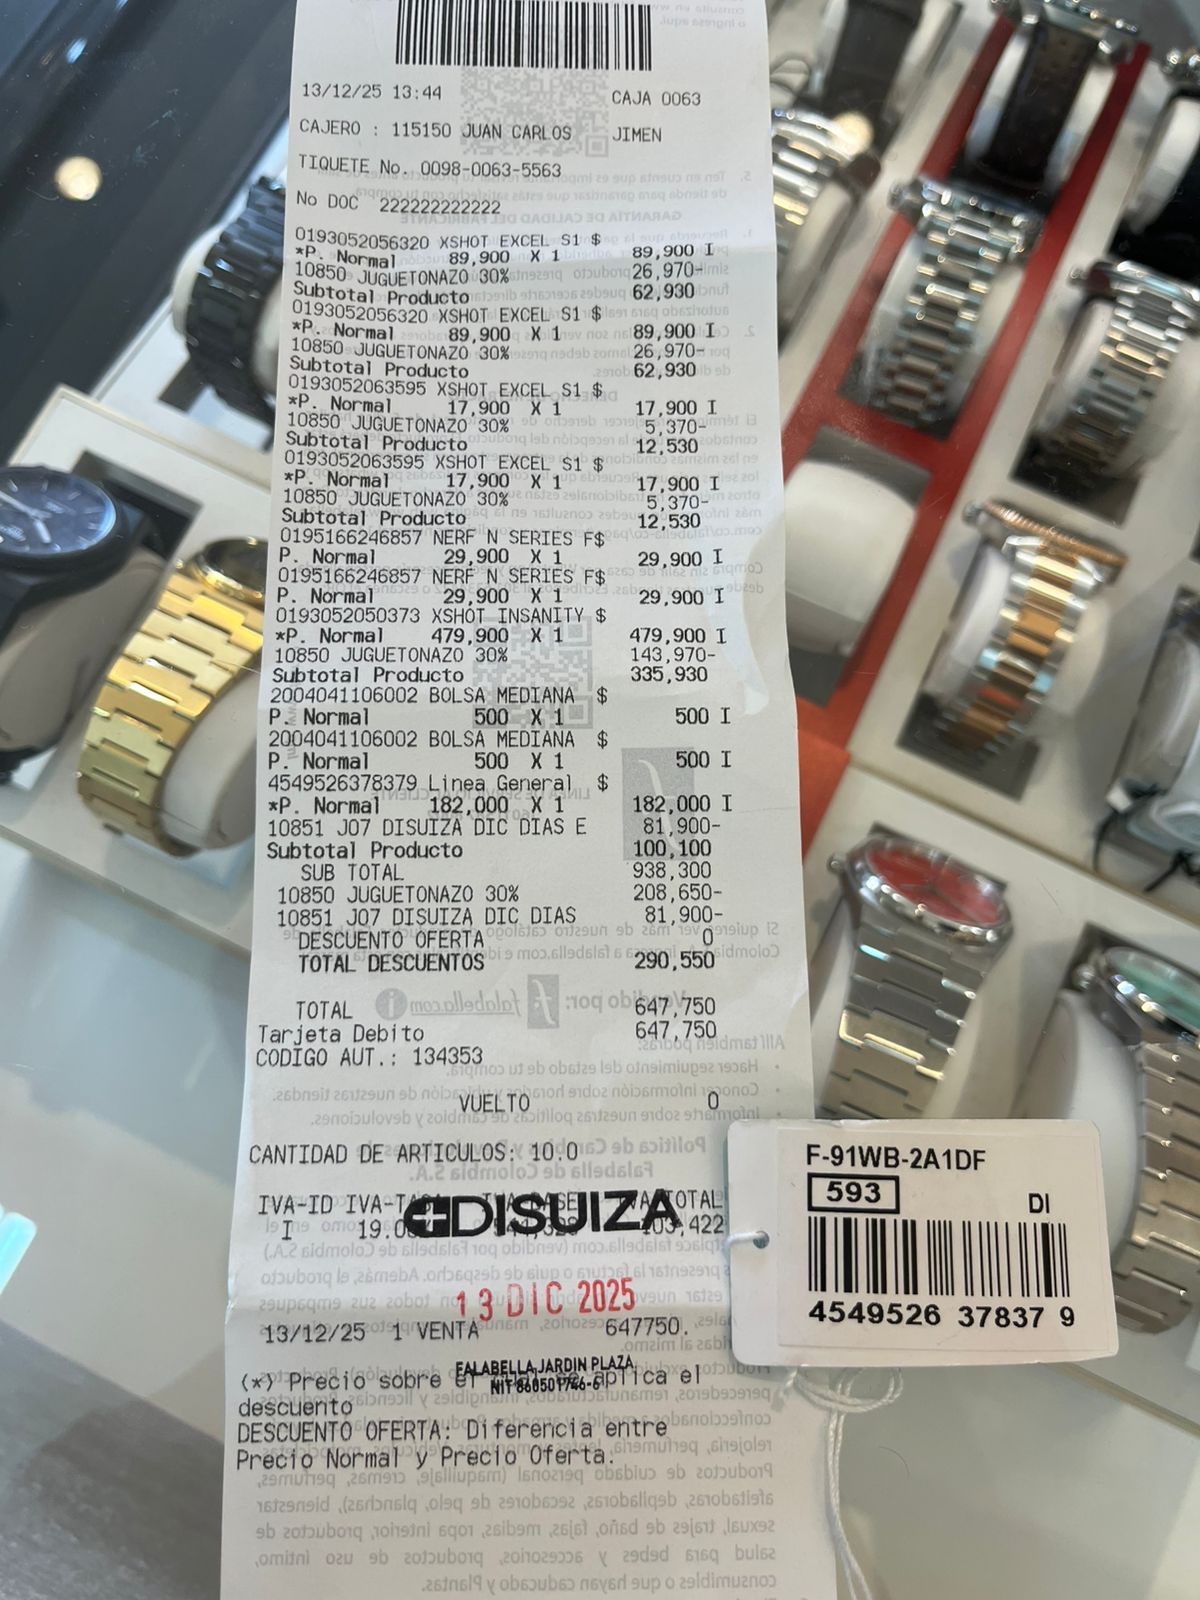 13/12/25 13:44 CAJA 0063
CAJERO : 115150 JUAN CARLOS JIMEN
TIQUETE No. 0098-0063-5563
No DOC 222222222222
0193052056320 XSHOT EXCEL S1 $
*P. Normal 89,900 X 1 89,900 I
10850 JUGUETONAZO 30% 26,970-
Subtotal Producto 62,930
0193052056320 XSHOT EXCEL S1 $
*P. Normal 89,900 X 1 89,900 I
10850 JUGUETONAZO 30% 26,970-
Subtotal Producto 62,930
0193052063595 XSHOT EXCEL S1 $
*P. Normal 17,900 X 1 17,900 I
10850 JUGUETONAZO 30% 5,370-
Subtotal Producto 12,530
0193052063595 XSHOT EXCEL S1 $
*P. Normal 17,900 X 1 17,900 I
10850 JUGUETONAZO 30% 5,370-
Subtotal Producto 12,530
0195166246857 NERF N SERIES F$
P. Normal 29,900 X 1 29,900 I
0195166246857 NERF N SERIES F$
P. Normal 29,900 X 1 29,900 I
0193052050373 XSHOT INSANITY $
*P. Normal 479,900 X 1 479,900 I
10850 JUGUETONAZO 30% 143,970-
Subtotal Producto 335,930
2004041106002 BOLSA MEDIANA $
P. Normal 500 X 1 500 I
2004041106002 BOLSA MEDIANA $
P. Normal 500 X 1 500 I
4549526378379 Linea General $
*P. Normal 182,000 X 1 182,000 I
10851 J07 DISUIZA DIC DIAS E 81,900-
Subtotal Producto 100,100
SUB TOTAL 938,300
10850 JUGUETONAZO 30% 208,650-
10851 J07 DISUIZA DIC DIAS 81,900-
DESCUENTO OFERTA 0
TOTAL DESCUENTOS 290,550
TOTAL 647,750
Tarjeta Debito 647,750
CODIGO AUT.: 134353
VUELTO 0
CANTIDAD DE ARTICULOS: 10.0
IVA-ID IVA-TASA IVA BASE IVA TOTAL
DISUIZA
I 19.00 103,422
13 DIC 2025
13/12/25 1 VENTA 647750.
FALABELLA JARDIN PLAZA
NIT 860501746-6
(*) Precio sobre el cual se aplica el
descuento
DESCUENTO OFERTA: Diferencia entre
Precio Normal y Precio Oferta.
F-91WB-2A1DF
593
DI
4549526 37837 9